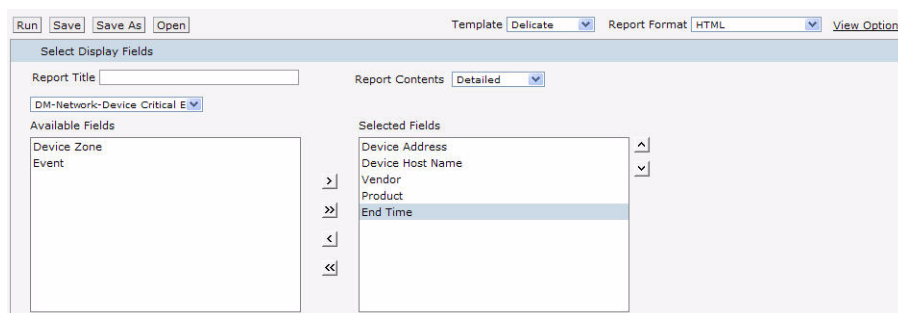 Run Save Save As Open Template Delicate Report Format HTML View Option
Select Display Fields
Report Title Report Contents Detailed
DM-Network-Device Critical E
Available Fields Selected Fields
Device Zone Device Address
Event Device Host Name
> Vendor
Product
>> End Time
<
<<